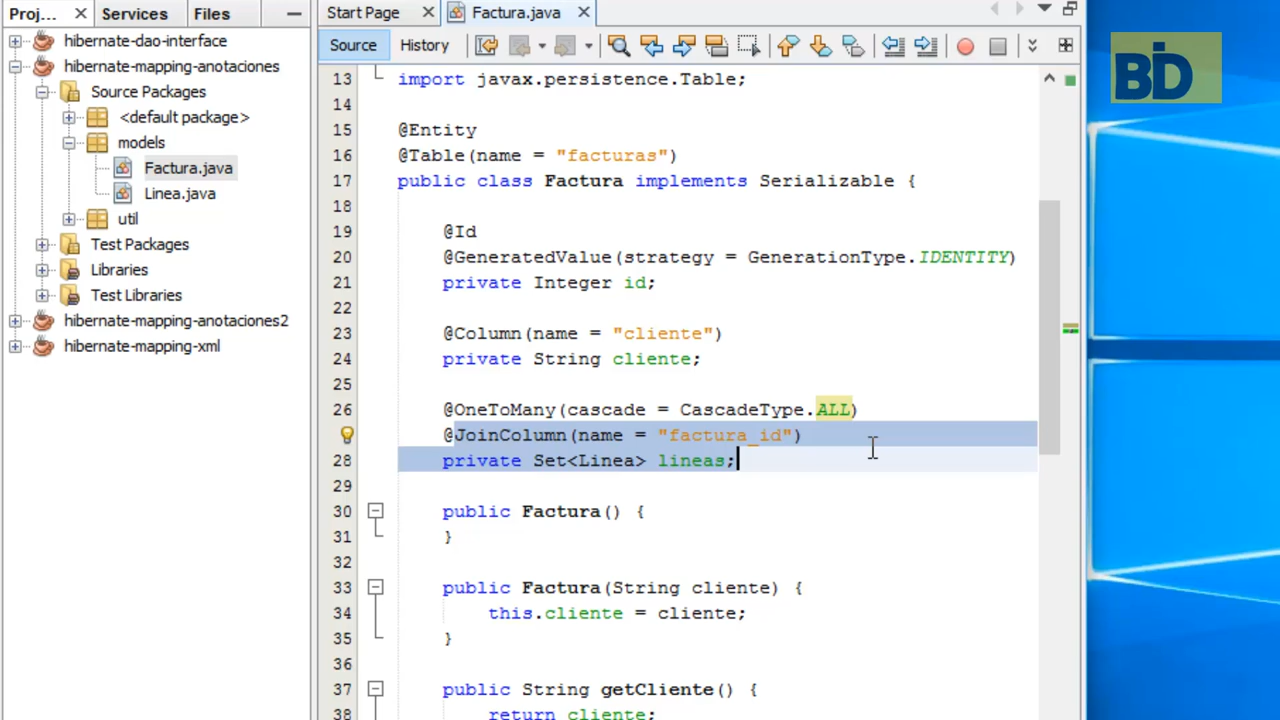 Proj...
Services
Files
hibernate-dao-interface
hibernate-mapping-anotaciones
Source Packages
<default package>
models
Factura.java
Linea.java
util
Test Packages
Libraries
Test Libraries
hibernate-mapping-anotaciones2
hibernate-mapping-xml
Start Page
Factura.java
Source
History
13 import javax.persistence.Table;
14
15 @Entity
16 @Table(name = "facturas")
17 public class Factura implements Serializable {
18
19 @Id
20 @GeneratedValue(strategy = GenerationType.IDENTITY)
21 private Integer id;
22
23 @Column(name = "cliente")
24 private String cliente;
25
26 @OneToMany(cascade = CascadeType.ALL)
@JoinColumn(name = "factura_id")
28 private Set<Linea> lineas;
29
30 public Factura() {
31 }
32
33 public Factura(String cliente) {
34 this.cliente = cliente;
35 }
36
37 public String getCliente() {
38 return cliente;
BID